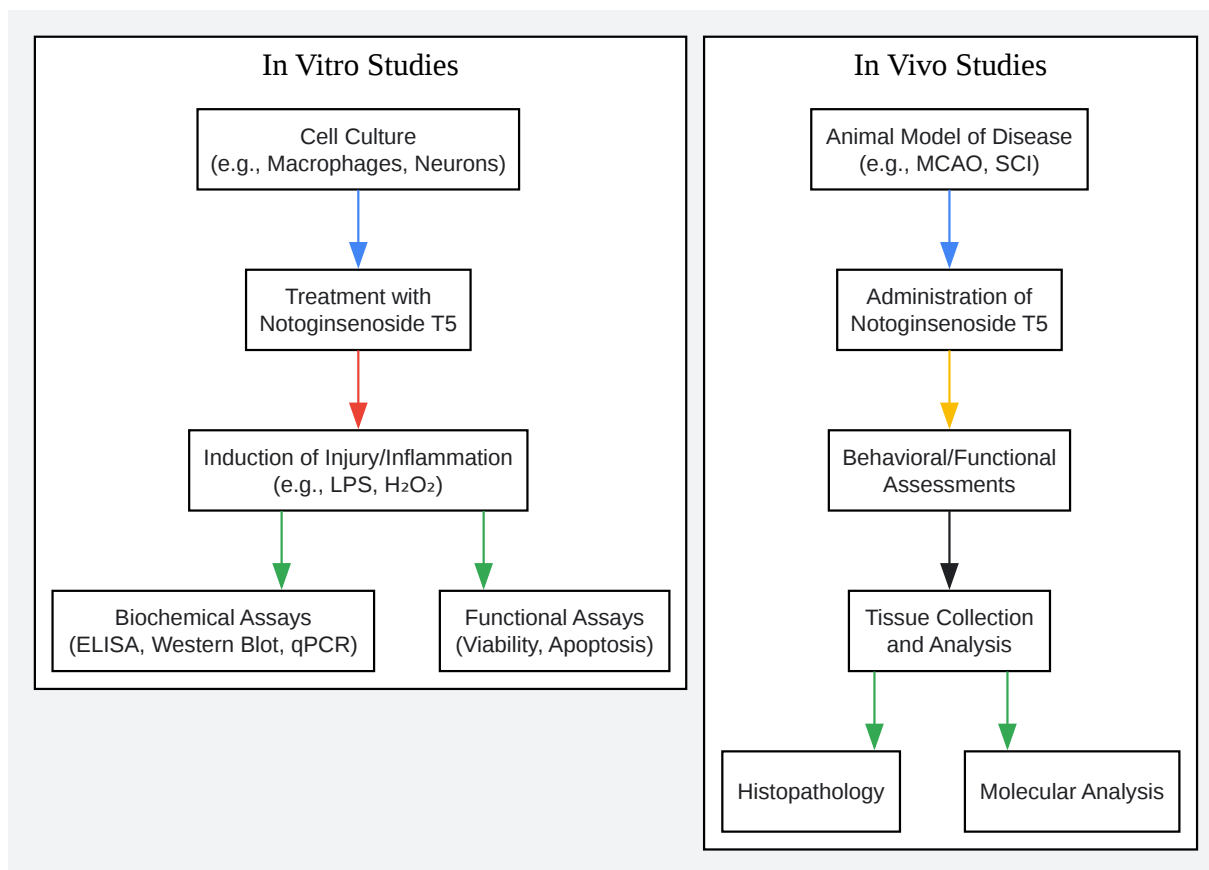 In Vitro Studies
Cell Culture
(e.g., Macrophages, Neurons)
Treatment with
Notoginsenoside T5
Induction of Injury/Inflammation
(e.g., LPS, H₂O₂)
Biochemical Assays
(ELISA, Western Blot, qPCR)
Functional Assays
(Viability, Apoptosis)
In Vivo Studies
Animal Model of Disease
(e.g., MCAO, SCI)
Administration of
Notoginsenoside T5
Behavioral/Functional
Assessments
Tissue Collection
and Analysis
Histopathology
Molecular Analysis